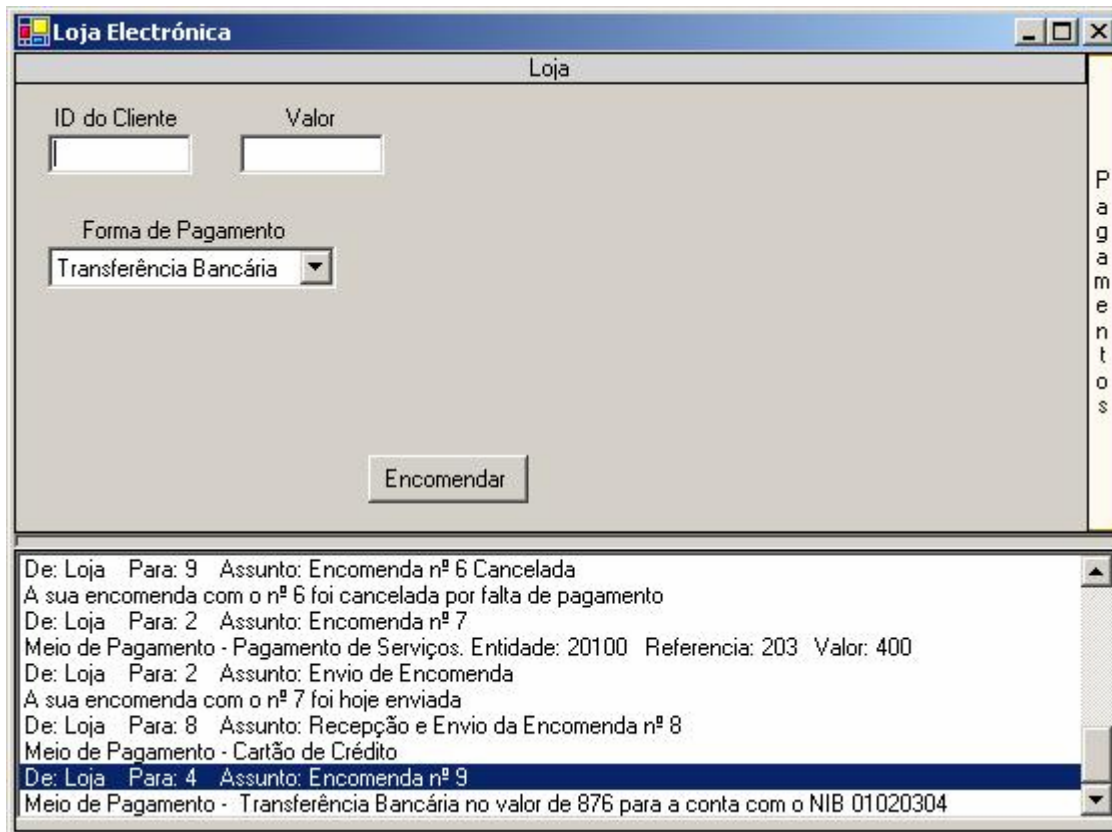 Loja Electrónica
Loja
ID do Cliente Valor
Forma de Pagamento
Transferência Bancária
Encomendar
Pagamentos
De: Loja Para: 9 Assunto: Encomenda nº 6 Cancelada
A sua encomenda com o nº 6 foi cancelada por falta de pagamento
De: Loja Para: 2 Assunto: Encomenda nº 7
Meio de Pagamento - Pagamento de Serviços. Entidade: 20100 Referencia: 203 Valor: 400
De: Loja Para: 2 Assunto: Envio de Encomenda
A sua encomenda com o nº 7 foi hoje enviada
De: Loja Para: 8 Assunto: Recepção e Envio da Encomenda nº 8
Meio de Pagamento - Cartão de Crédito
De: Loja Para: 4 Assunto: Encomenda nº 9
Meio de Pagamento - Transferência Bancária no valor de 876 para a conta com o NIB 01020304